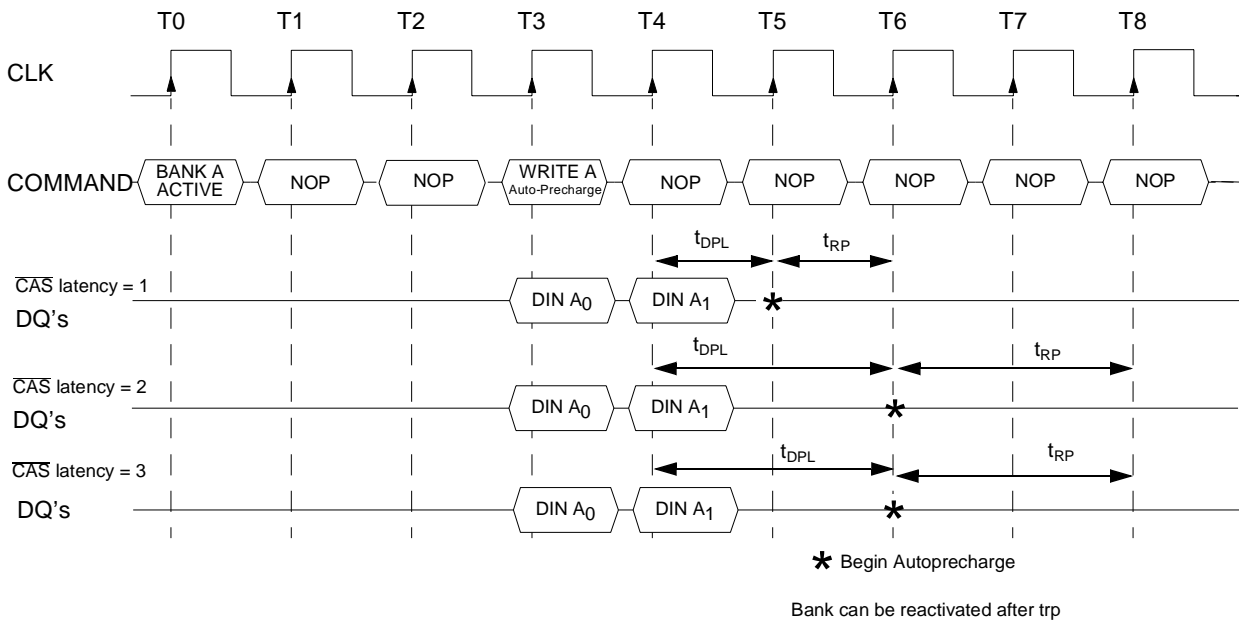 T0 T1 T2 T3 T4 T5 T6 T7 T8
CLK
COMMAND
BANK A
ACTIVE
NOP
NOP
WRITE A
Auto-Precharge
NOP
NOP
NOP
NOP
NOP
tDPL tRP
CAS latency = 1
DQ's
DIN A0 DIN A1 *
tDPL tRP
CAS latency = 2
DQ's
DIN A0 DIN A1 *
tDPL tRP
CAS latency = 3
DQ's
DIN A0 DIN A1 *
* Begin Autoprecharge
Bank can be reactivated after trp